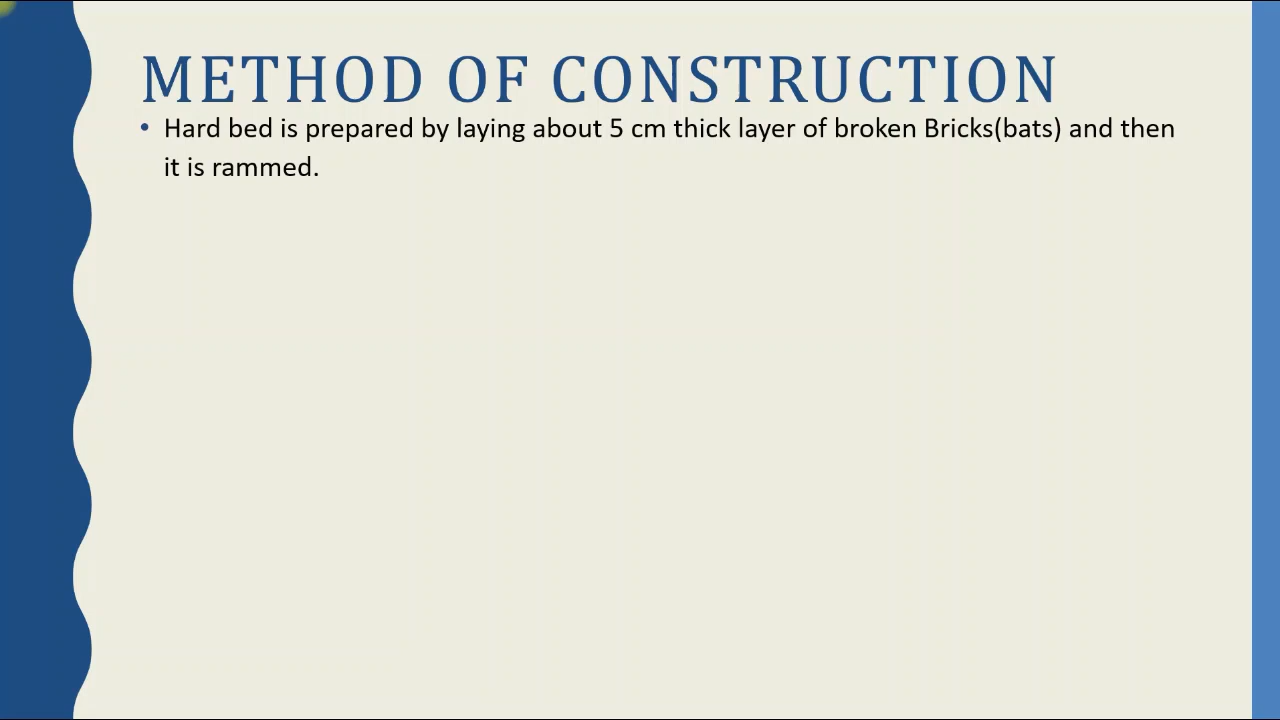 METHOD OF CONSTRUCTION
• Hard bed is prepared by laying about 5 cm thick layer of broken Bricks(bats) and then
it is rammed.